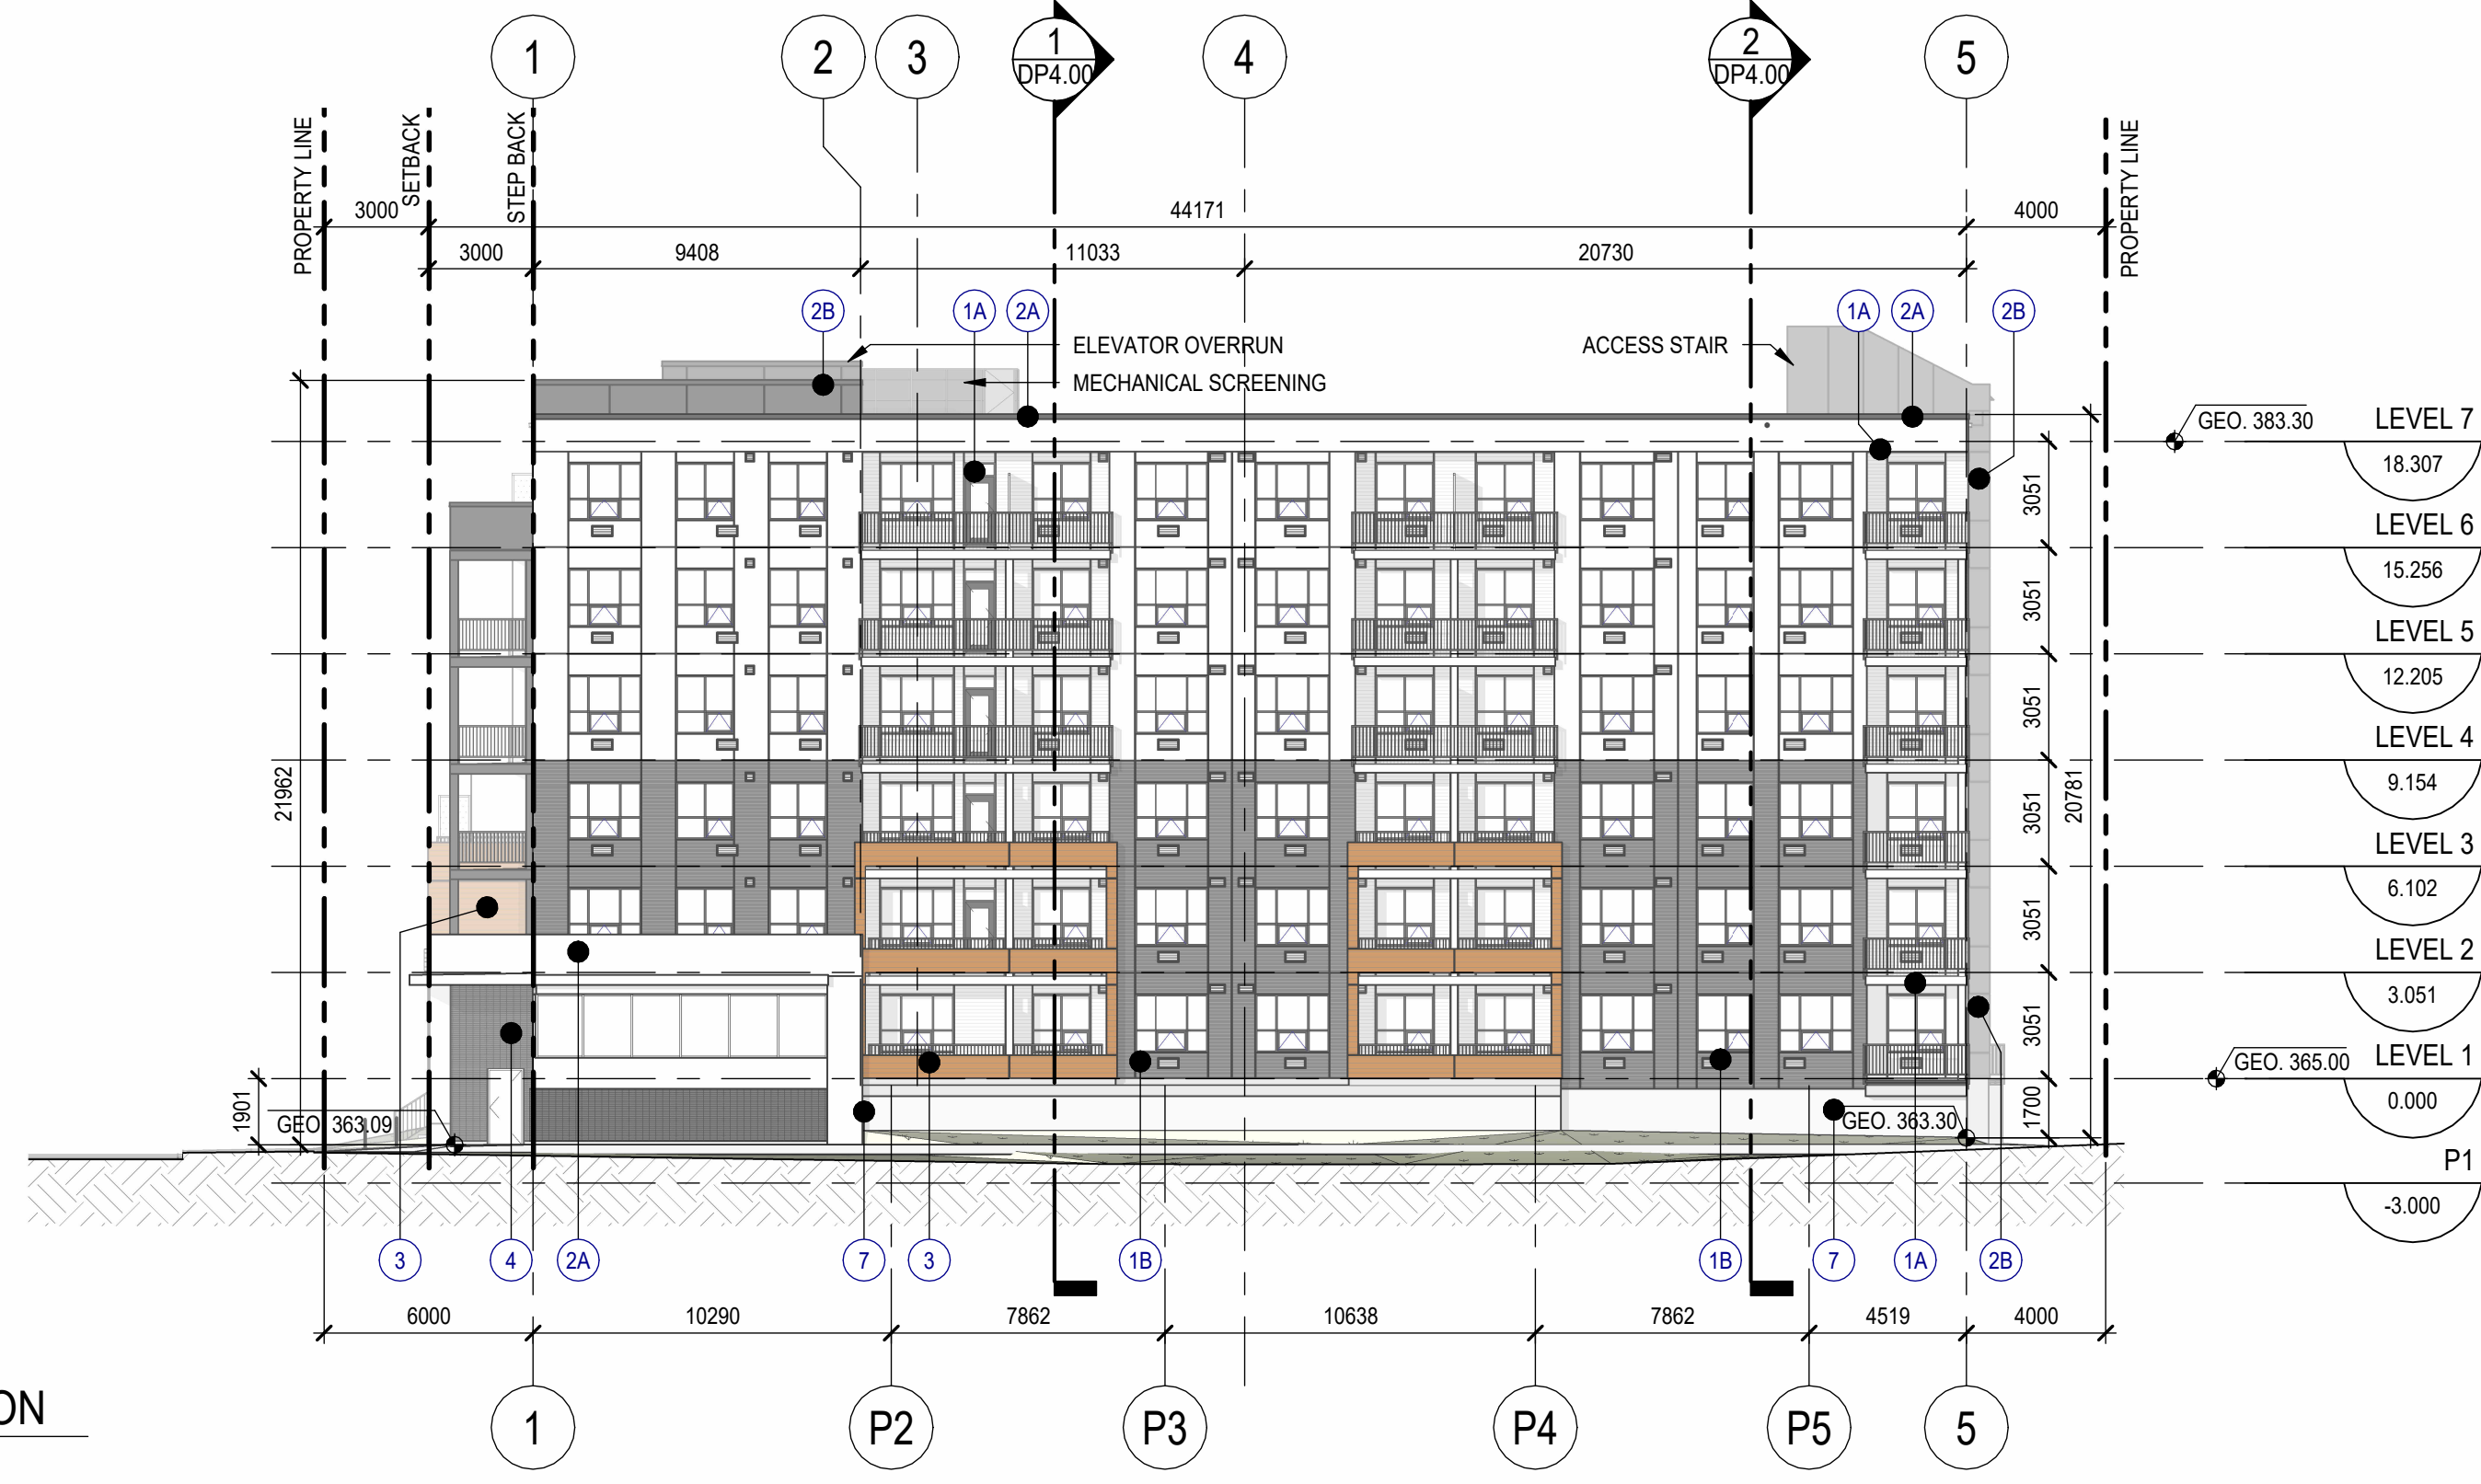 1
2
3
1
DP4.00
4
2
DP4.00
5
PROPERTY LINE
SETBACK
STEP BACK
PROPERTY LINE
3000
44171
4000
3000
9408
11033
20730
2B
1A
2A
1A
2A
2B
ELEVATOR OVERRUN
ACCESS STAIR
MECHANICAL SCREENING
GEO. 383.30
LEVEL 7
18.307
3051
LEVEL 6
15.256
3051
LEVEL 5
12.205
3051
LEVEL 4
9.154
21962
3051
20781
LEVEL 3
6.102
3051
LEVEL 2
3.051
3051
GEO. 365.00
LEVEL 1
0.000
1901
GEO. 363.09
GEO. 363.30
1700
P1
-3.000
3
4
2A
7
3
1B
1B
7
1A
2B
6000
10290
7862
10638
7862
4519
4000
ON
1
P2
P3
P4
P5
5